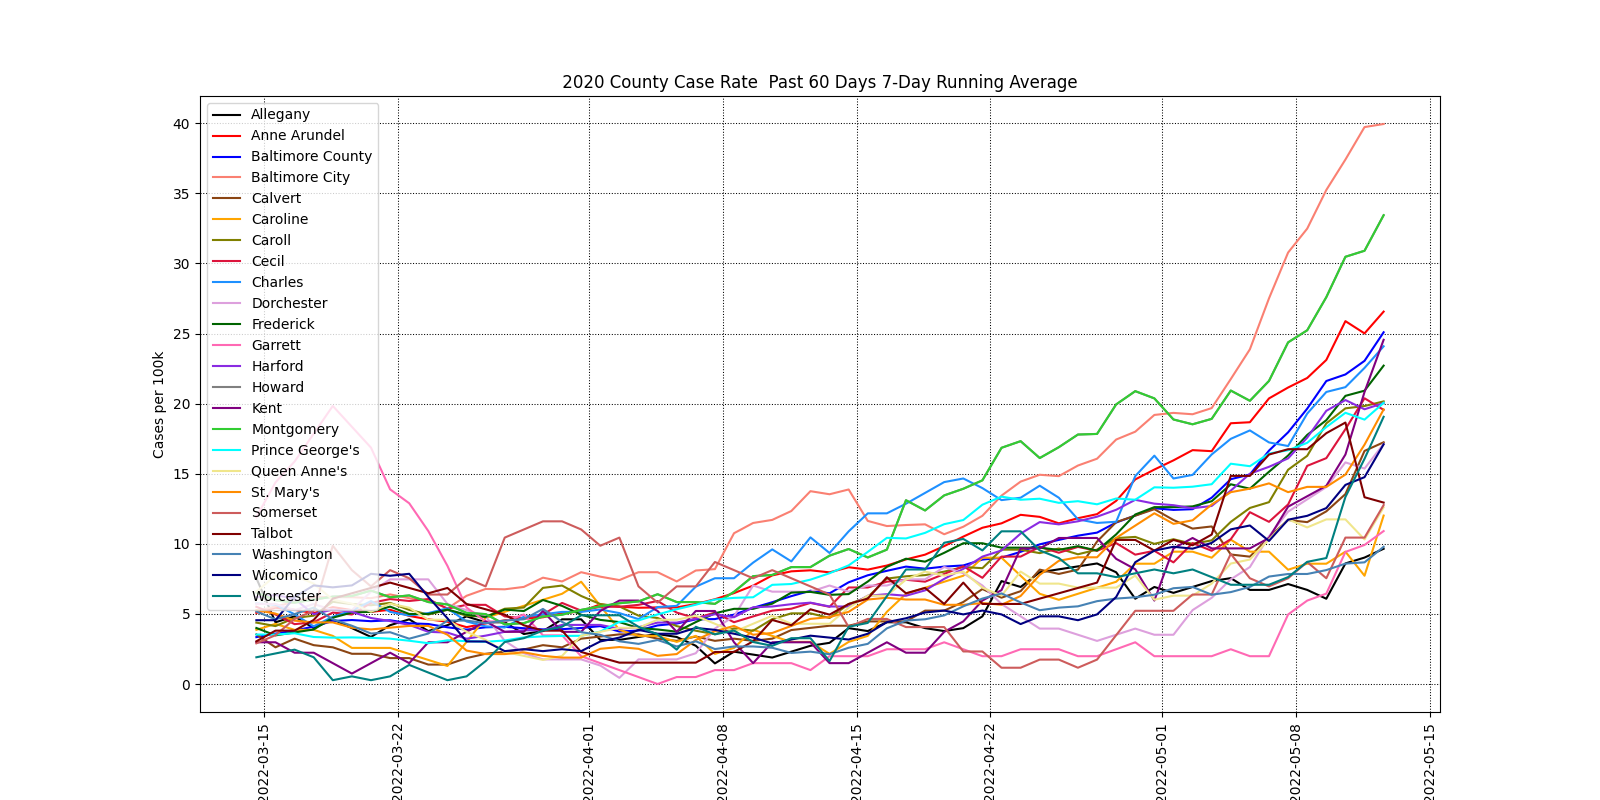 2020 County Case Rate  Past 60 Days 7-Day Running Average
Cases per 100k
40
35
30
25
20
15
10
5
0
Allegany
Anne Arundel
Baltimore County
Baltimore City
Calvert
Caroline
Caroll
Cecil
Charles
Dorchester
Frederick
Garrett
Harford
Howard
Kent
Montgomery
Prince George's
Queen Anne's
St. Mary's
Somerset
Talbot
Washington
Wicomico
Worcester
2022-03-15
2022-03-22
2022-04-01
2022-04-08
2022-04-15
2022-04-22
2022-05-01
2022-05-08
2022-05-15